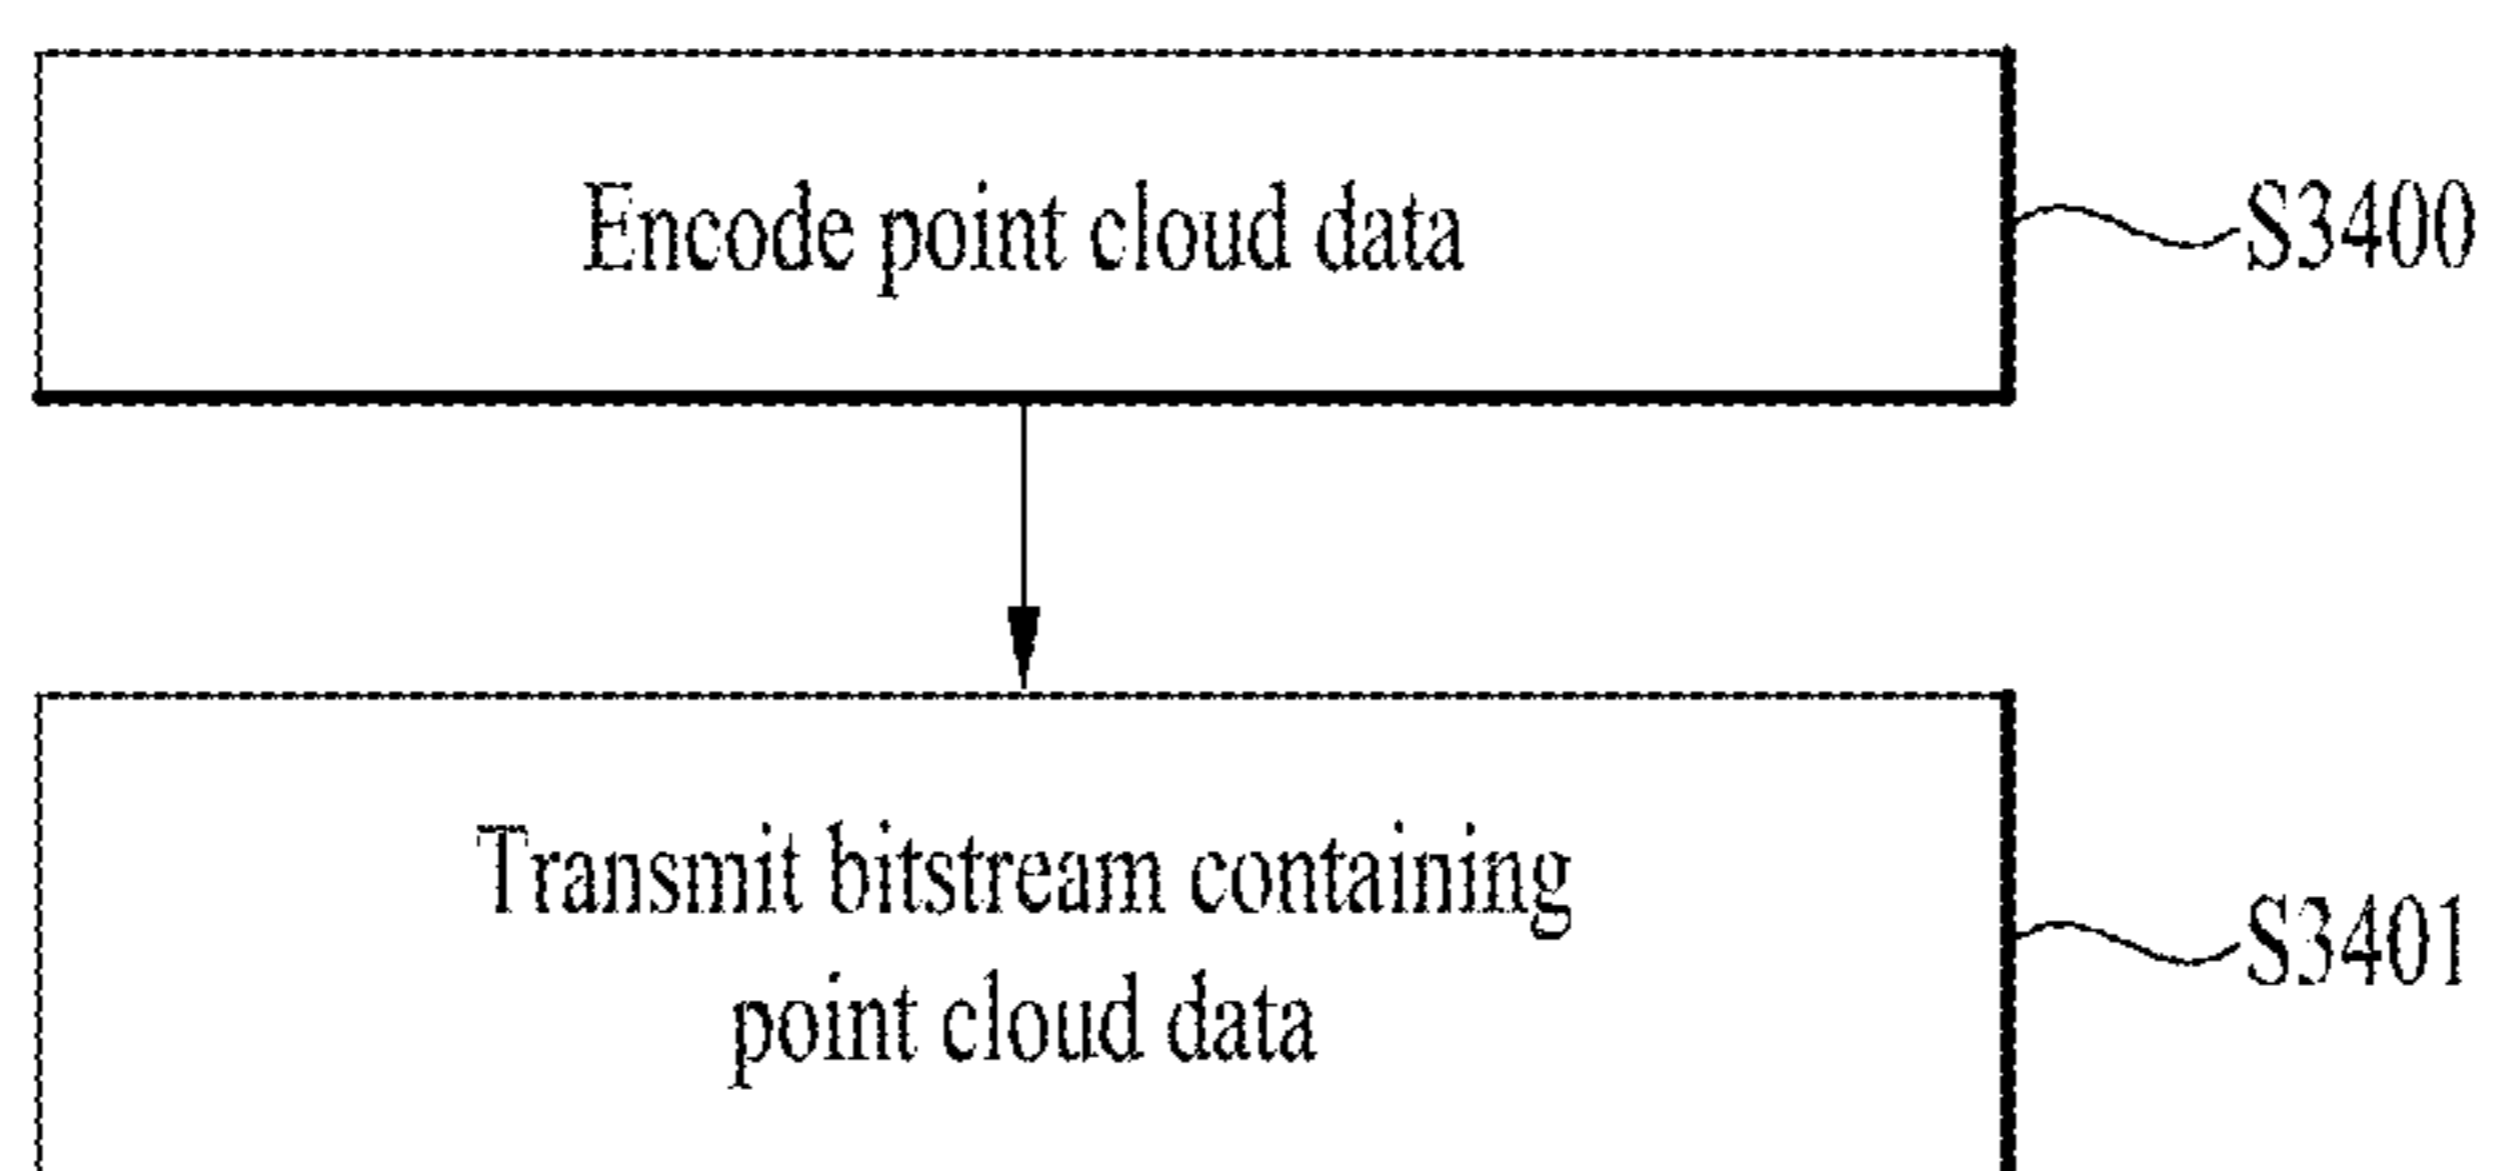 Encode point cloud data
S3400
Transmit bitstream containing
point cloud data
S3401